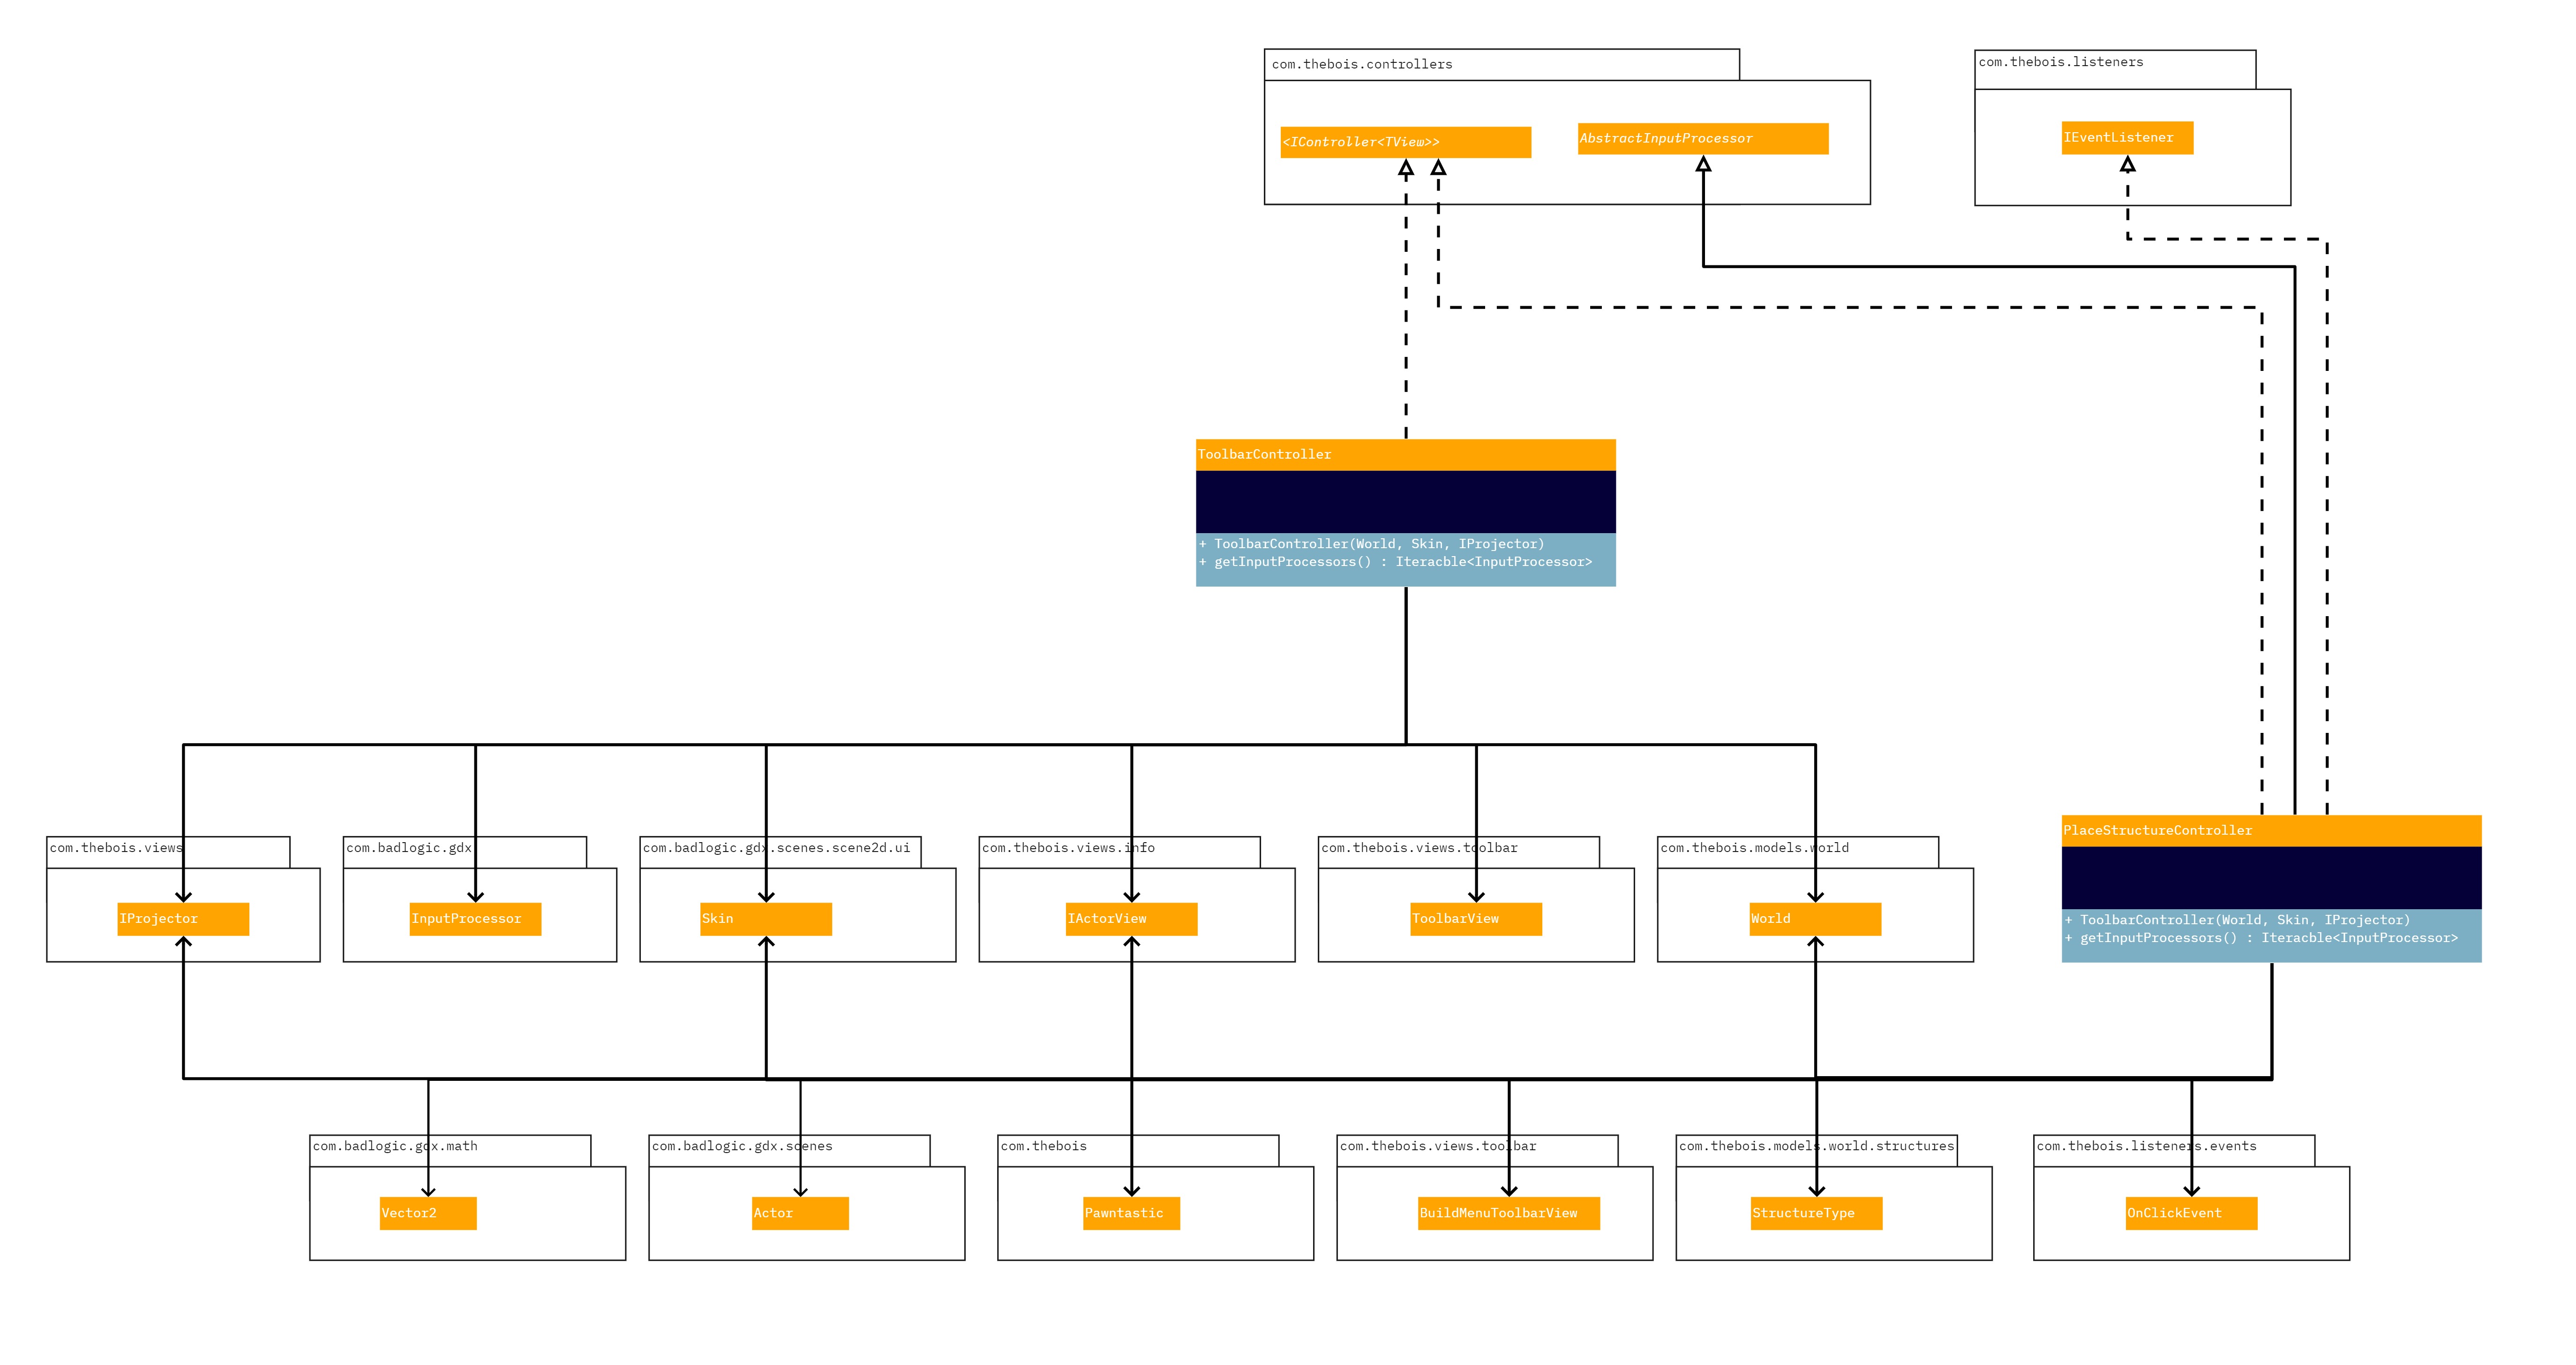 com.thebois.controllers
com.thebois.listeners
<IController<TView>>
AbstractInputProcessor
IEventListener
ToolbarController
+ ToolbarController(World, Skin, IProjector)
+ getInputProcessors() : Iteracble<InputProcessor>
PlaceStructureController
+ ToolbarController(World, Skin, IProjector)
+ getInputProcessors() : Iteracble<InputProcessor>
com.thebois.views
com.badlogic.gdx
com.badlogic.gdx.scenes.scene2d.ui
com.thebois.views.info
com.thebois.views.toolbar
com.thebois.models.world
IProjector
InputProcessor
Skin
IActorView
ToolbarView
World
com.badlogic.gdx.math
com.badlogic.gdx.scenes
com.thebois
com.thebois.views.toolbar
com.thebois.models.world.structures
com.thebois.listeners.events
Vector2
Actor
Pawntastic
BuildMenuToolbarView
StructureType
OnClickEvent